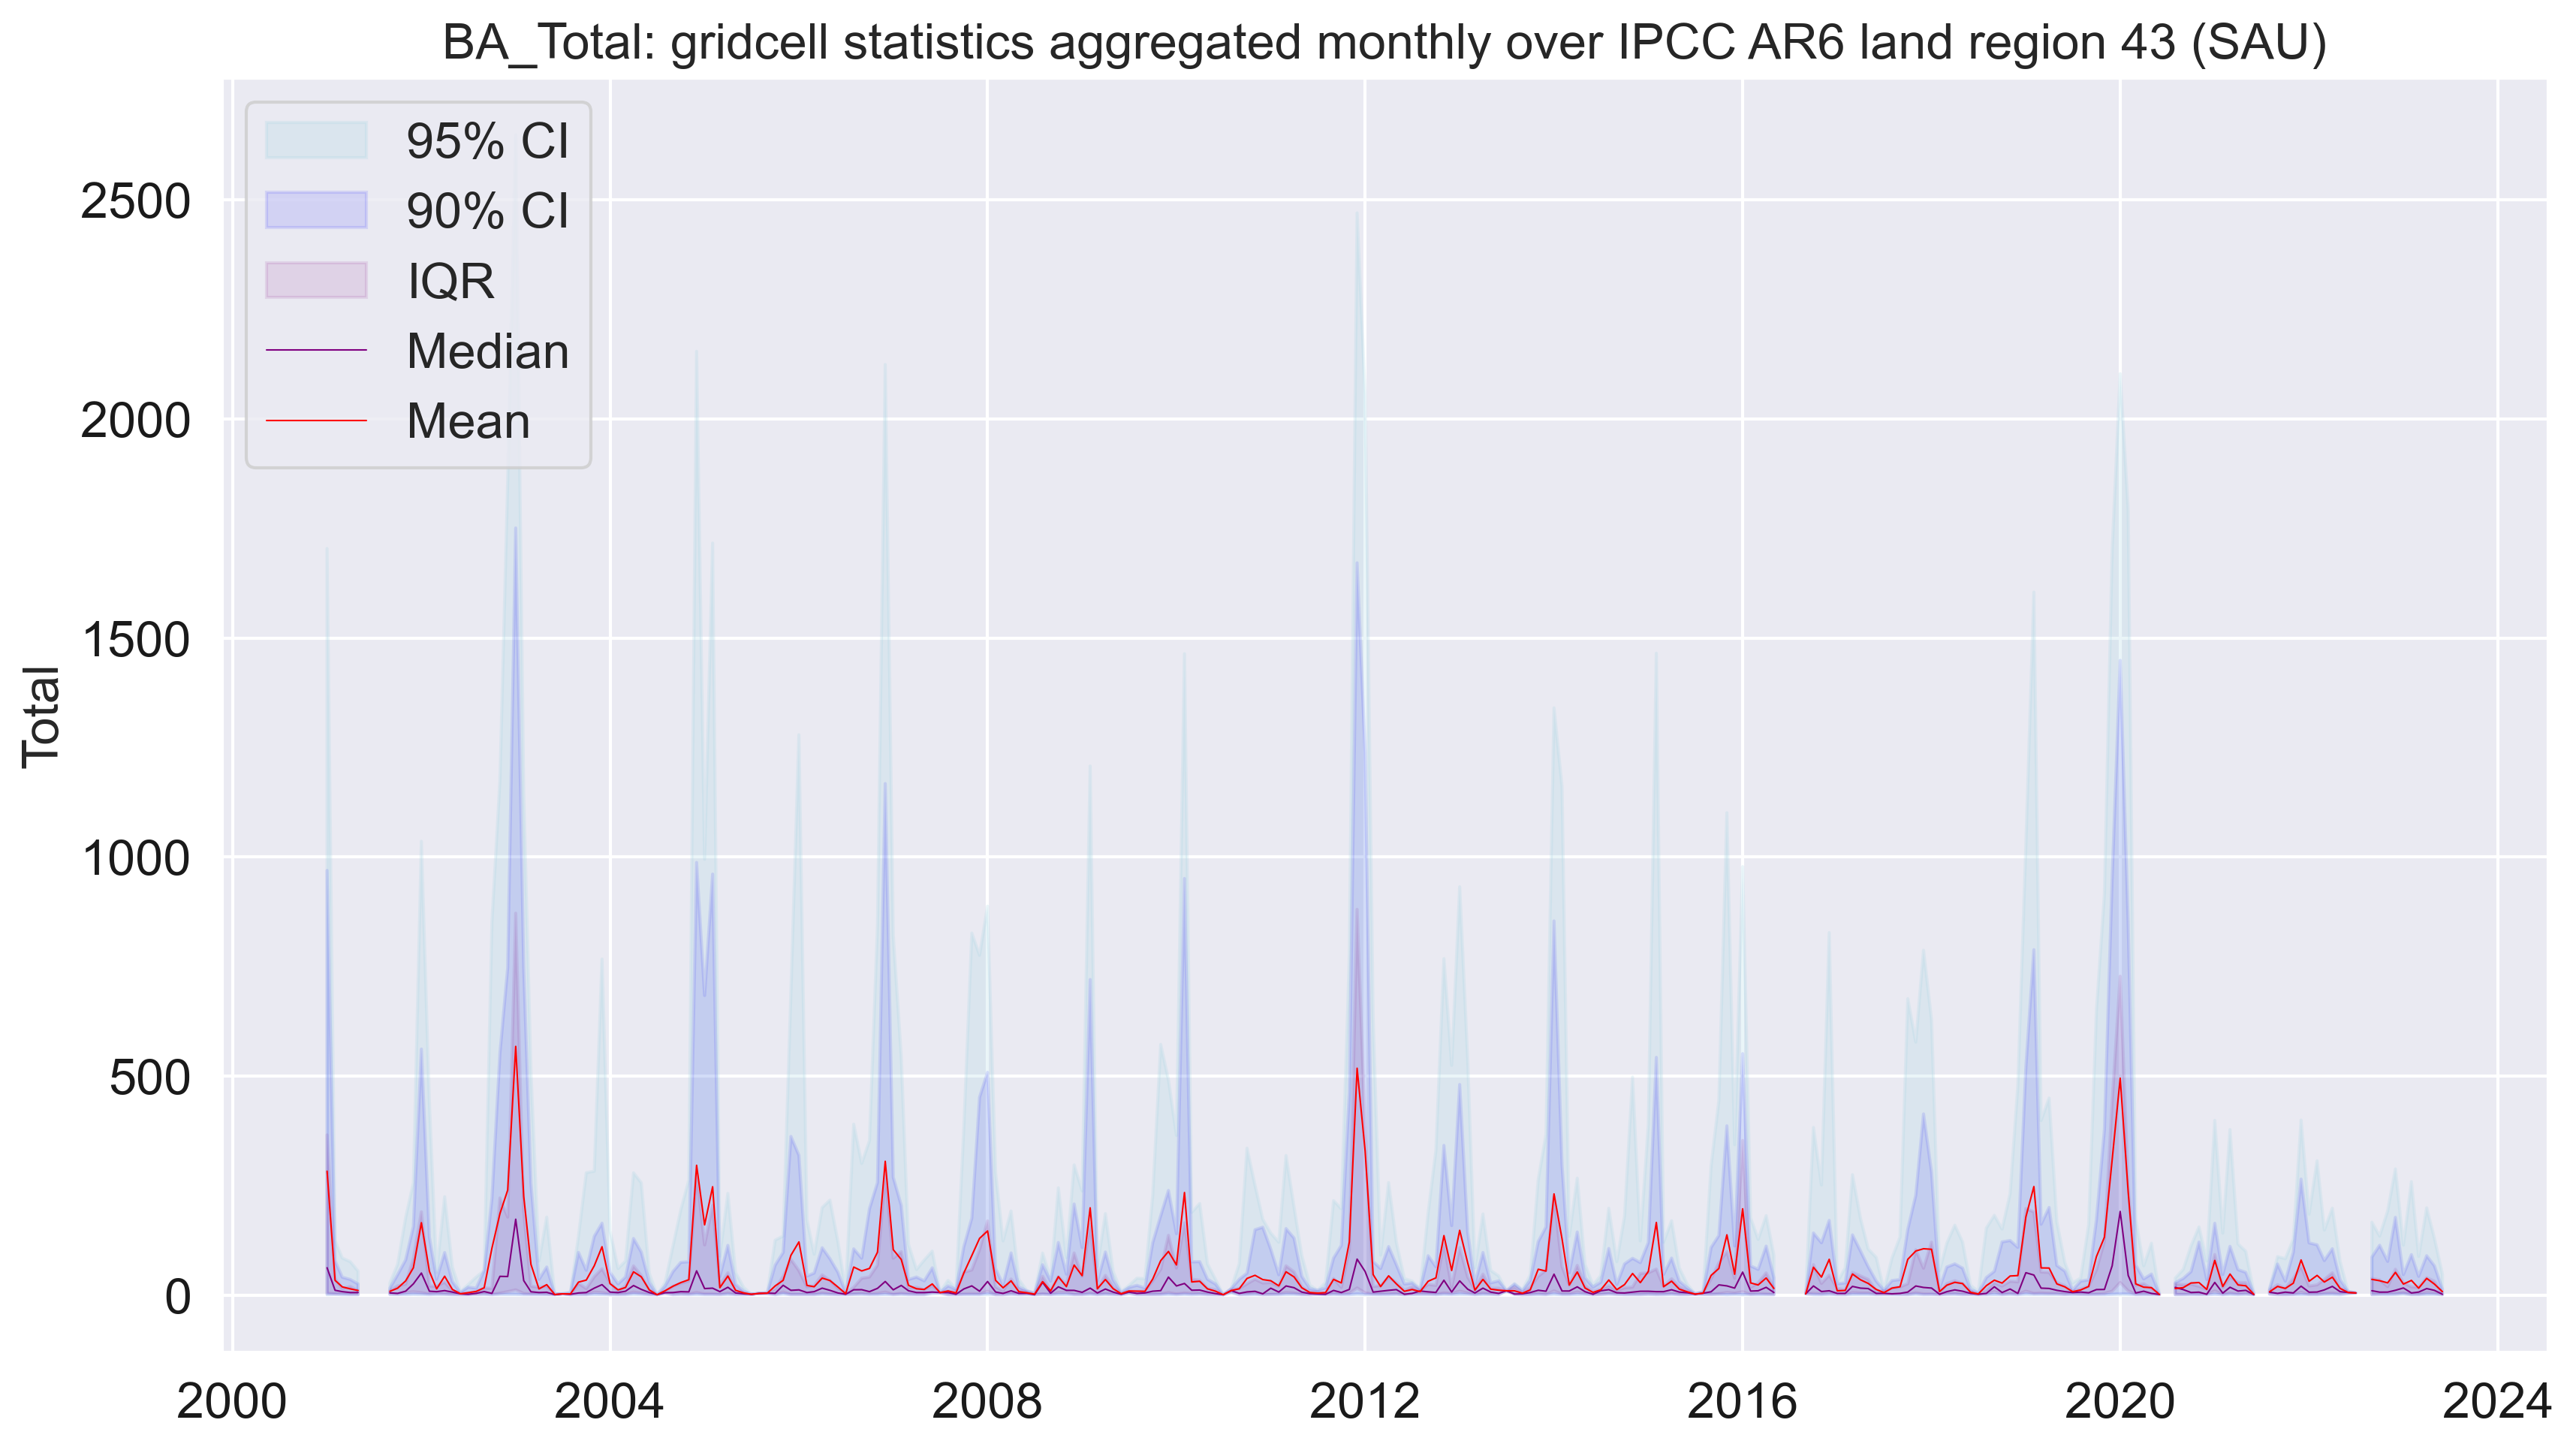 BA_Total: gridcell statistics aggregated monthly over IPCC AR6 land region 43 (SAU)
95% CI
90% CI
IQR
Median
Mean
2500
2000
1500
1000
500
0
Total
2000 2004 2008 2012 2016 2020 2024